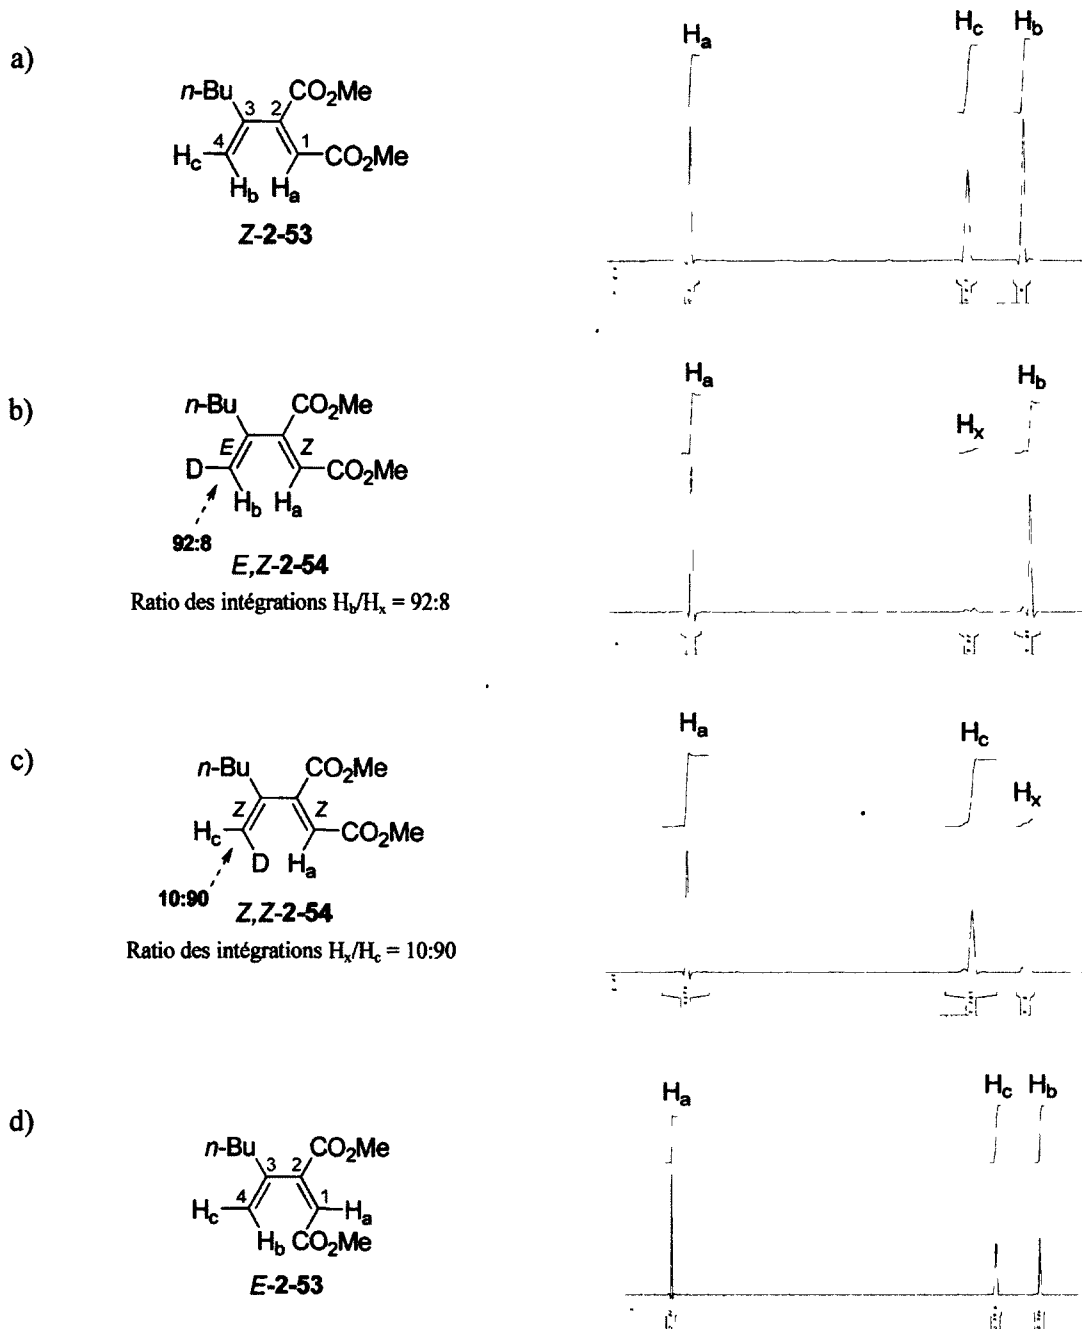 a)
n-Bu
CO₂Me
3
2
4
1
Hc
CO₂Me
Hb
Ha
Z-2-53
Ha
Hc
Hb
b)
n-Bu
CO₂Me
E
Z
D
CO₂Me
Hb
Ha
92:8
E,Z-2-54
Ratio des intégrations Hb/Hx = 92:8
Ha
Hx
Hb
c)
n-Bu
CO₂Me
Z
Z
Hc
CO₂Me
D
Ha
10:90
Z,Z-2-54
Ratio des intégrations Hx/Hc = 10:90
Ha
Hc
Hx
d)
n-Bu
CO₂Me
3
2
4
1
Hc
Ha
Hb
CO₂Me
E-2-53
Ha
Hc
Hb